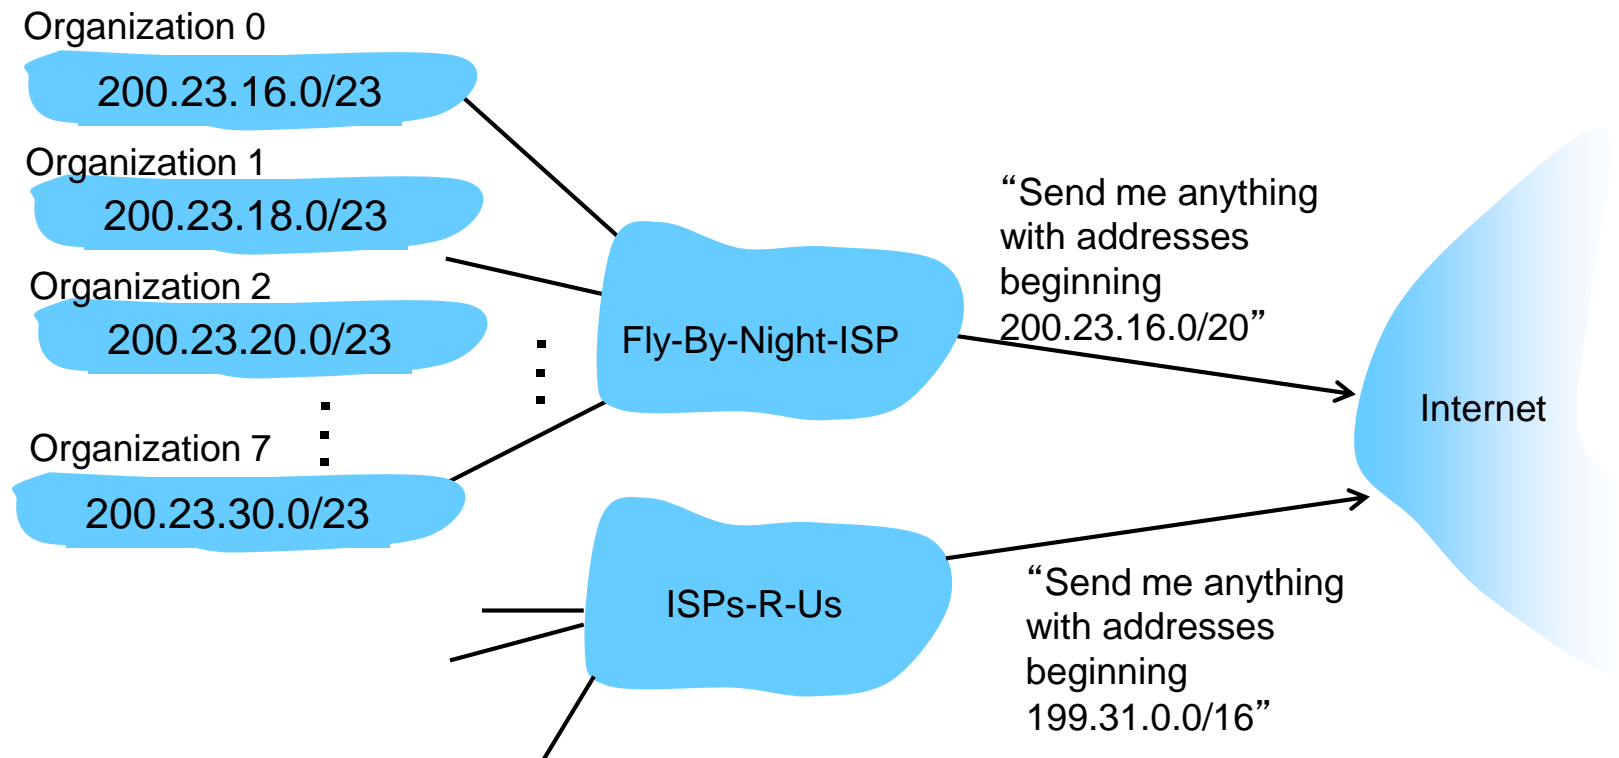 Organization 0
200.23.16.0/23
Organization 1
200.23.18.0/23
Organization 2
200.23.20.0/23
Organization 7
200.23.30.0/23
Fly-By-Night-ISP
“Send me anything
with addresses
beginning
200.23.16.0/20”
Internet
ISPs-R-Us
“Send me anything
with addresses
beginning
199.31.0.0/16”